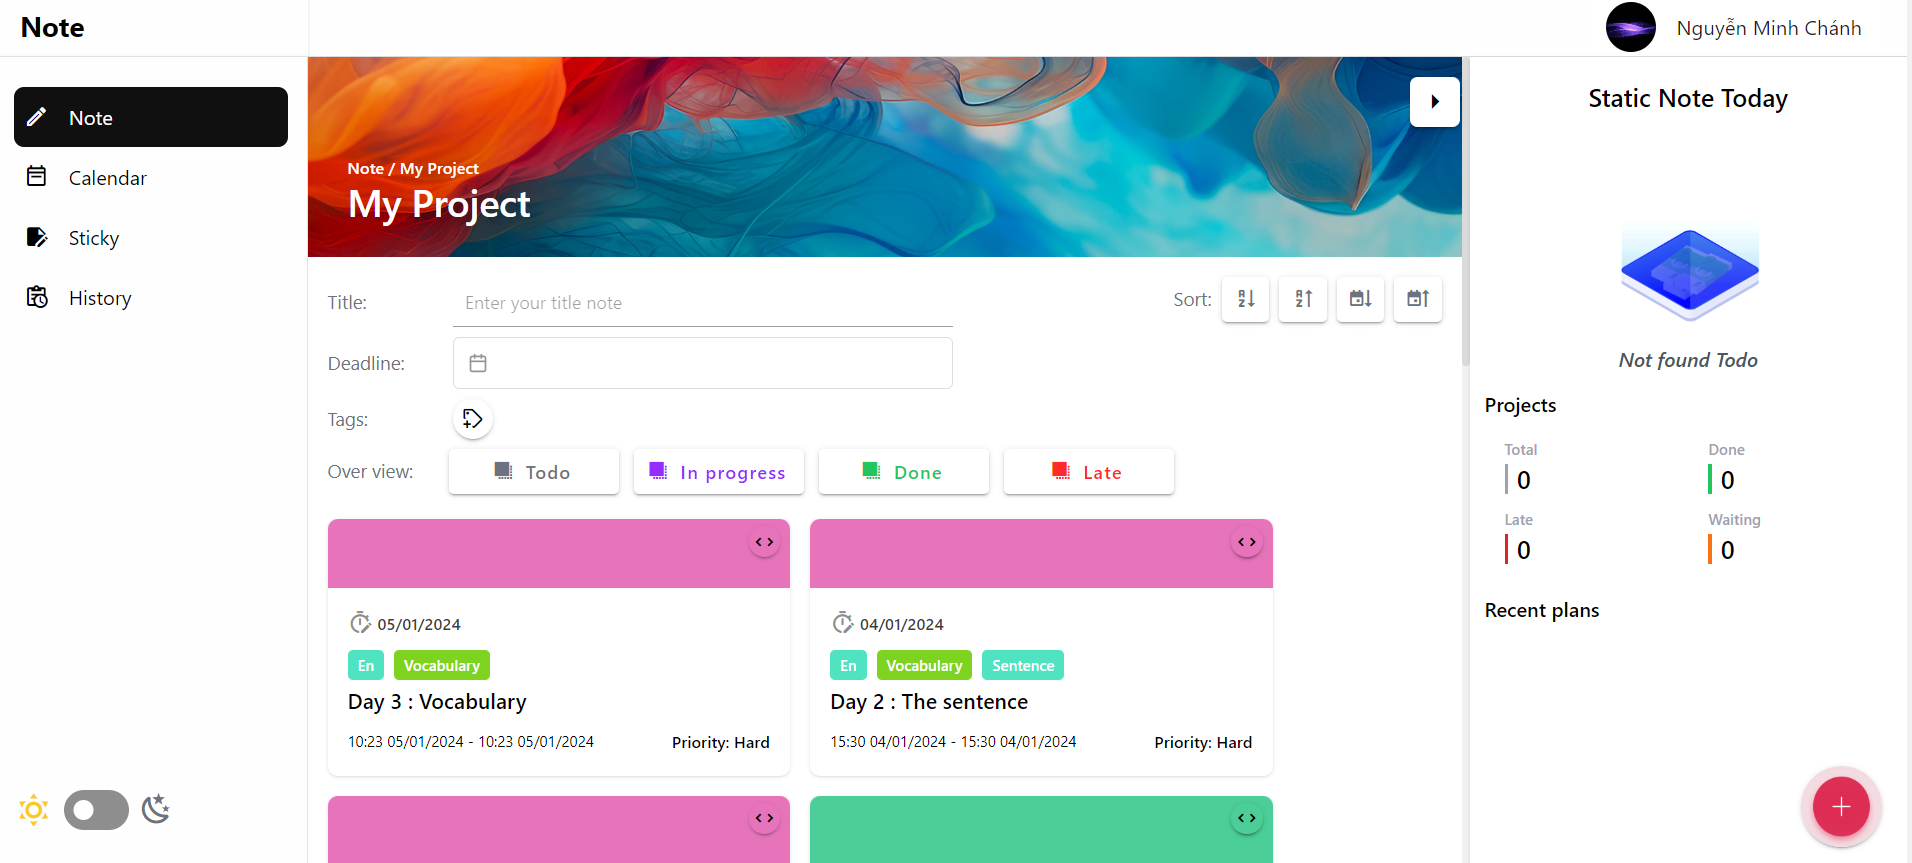 Note
Nguyễn Minh Chánh
Note
Calendar
Sticky
History
Note / My Project
My Project
Title:
Enter your title note
Sort:
Deadline:
Tags:
Over view:
Todo
In progress
Done
Late
05/01/2024
En
Vocabulary
Day 3 : Vocabulary
10:23 05/01/2024 - 10:23 05/01/2024
Priority: Hard
04/01/2024
En
Vocabulary
Sentence
Day 2 : The sentence
15:30 04/01/2024 - 15:30 04/01/2024
Priority: Hard
Static Note Today
Not found Todo
Projects
Total
0
Done
0
Late
0
Waiting
0
Recent plans